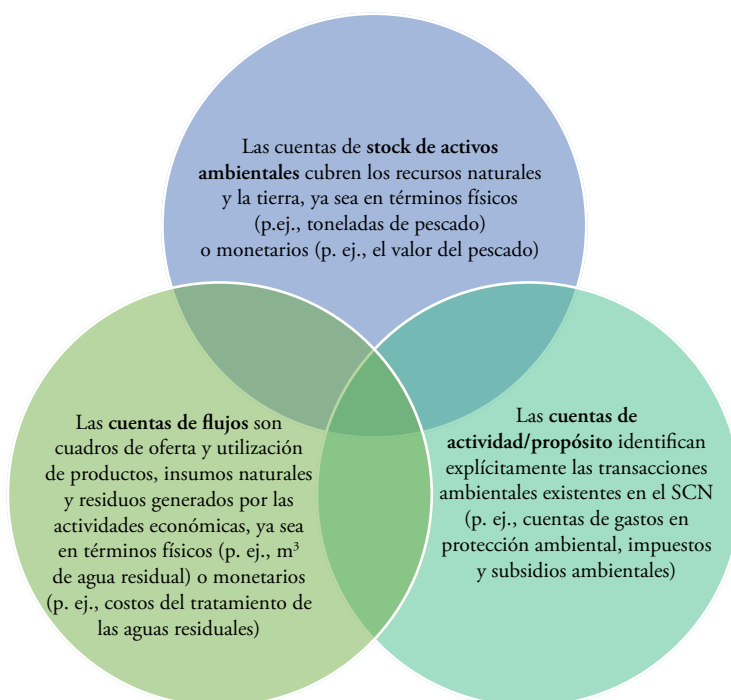 Las cuentas de stock de activos
ambientales cubren los recursos naturales
y la tierra, ya sea en términos físicos
(p.ej., toneladas de pescado)
o monetarios (p. ej., el valor del pescado)
Las cuentas de flujos son
cuadros de oferta y utilización
de productos, insumos naturales
y residuos generados por las
actividades económicas, ya sea
en términos físicos (p. ej., m³
de agua residual) o monetarios
(p. ej., costos del tratamiento de
las aguas residuales)
Las cuentas de
actividad/propósito identifican
explícitamente las transacciones
ambientales existentes en el SCN
(p. ej., cuentas de gastos en
protección ambiental, impuestos
y subsidios ambientales)